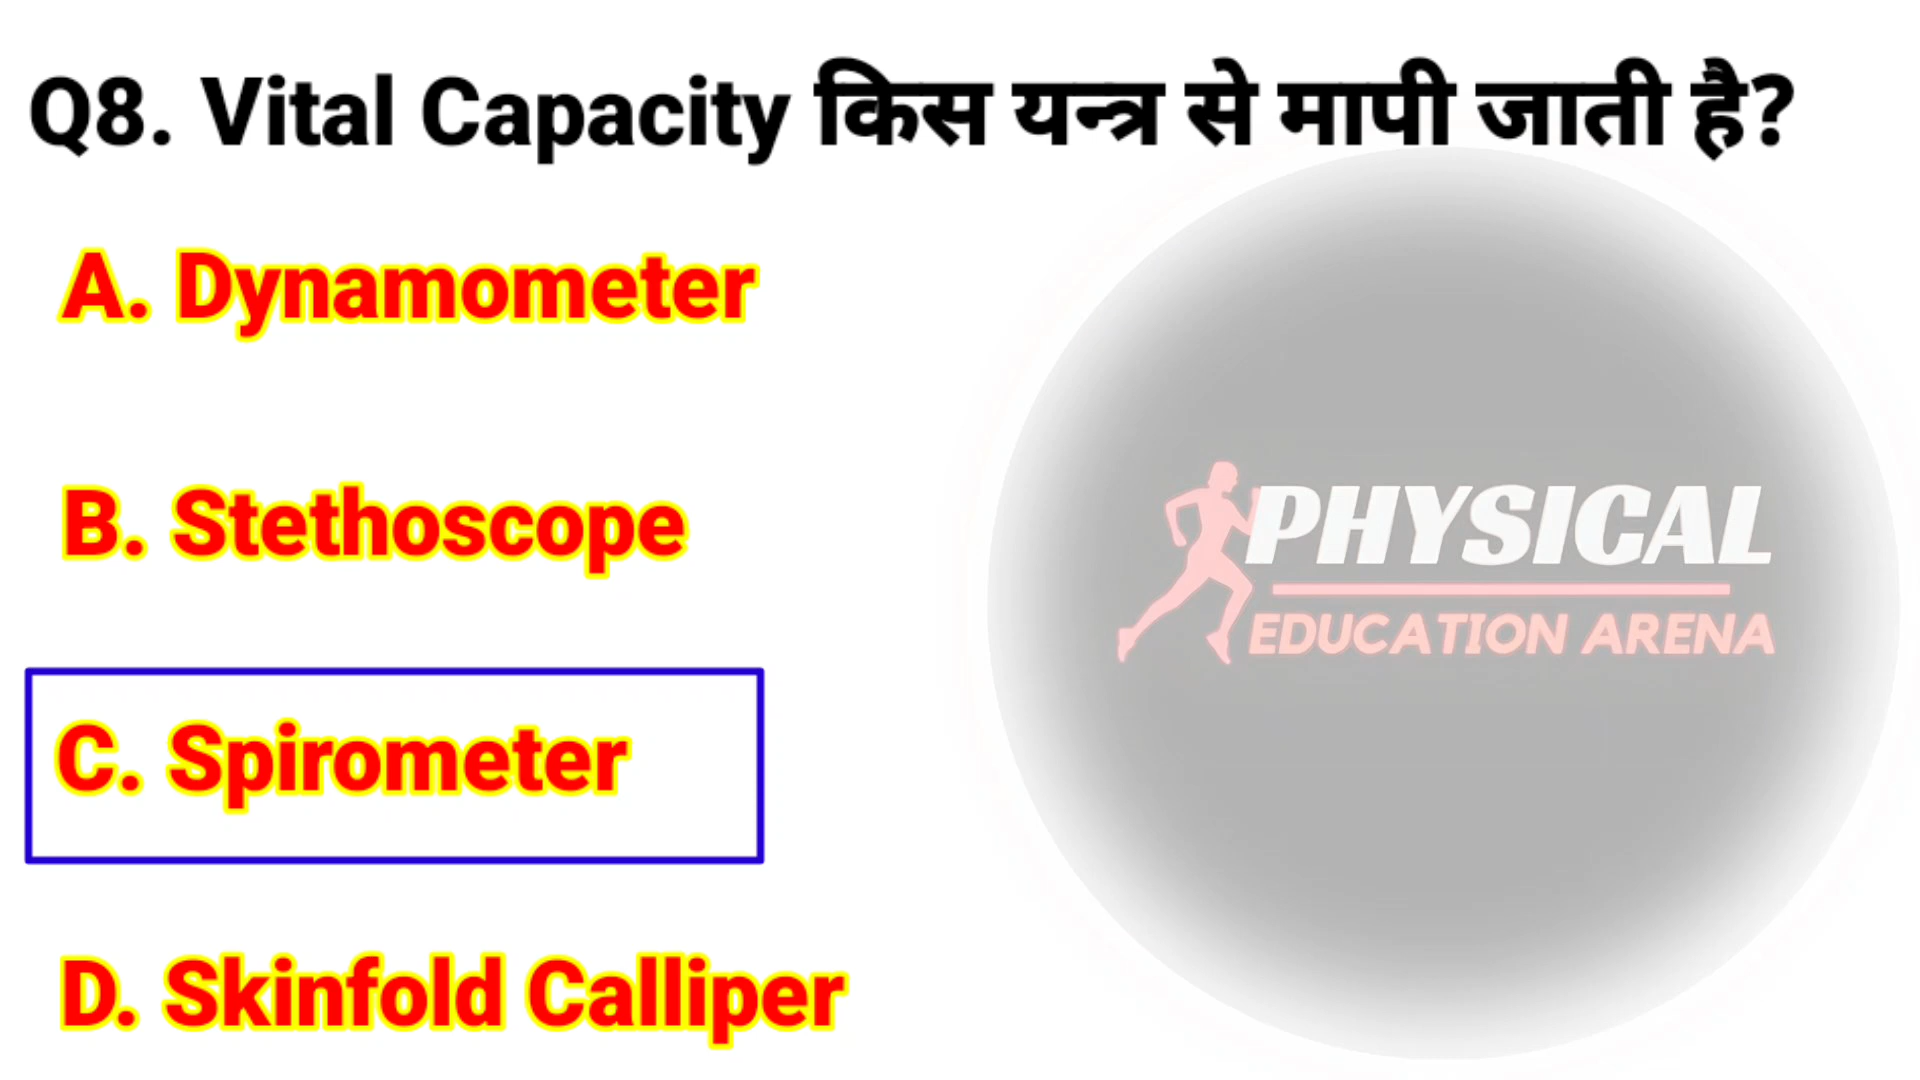 Q8. Vital Capacity किस यन्त्र से मापी जाती है?
A. Dynamometer
B. Stethoscope
C. Spirometer
D. Skinfold Calliper
PHYSICAL
EDUCATION ARENA